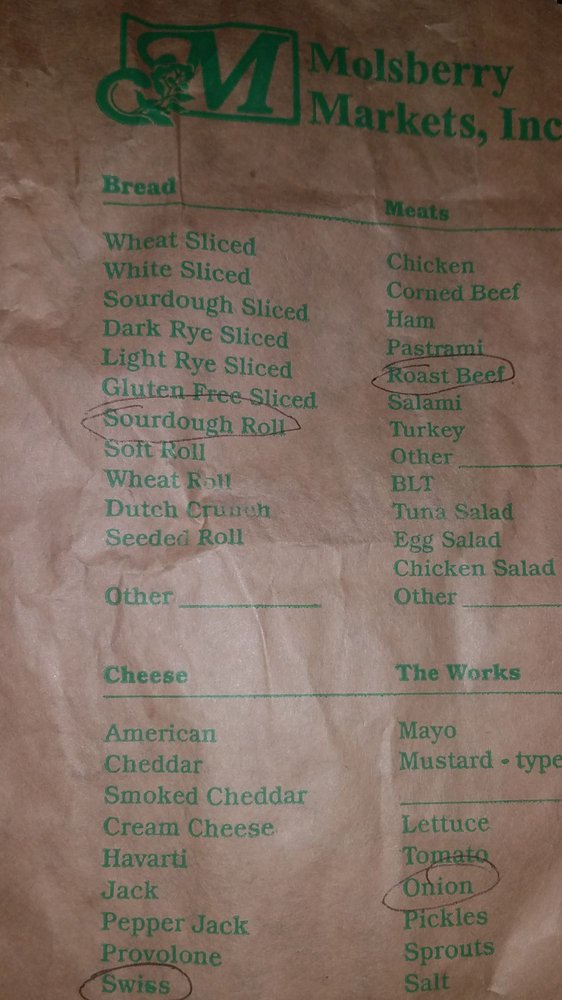 M
Molsberry
Markets, Inc
Bread
Wheat Sliced
White Sliced
Sourdough Sliced
Dark Rye Sliced
Light Rye Sliced
Gluten Free Sliced
Sourdough Roll
Soft Roll
Wheat Roll
Dutch Crunch
Seeded Roll
Other
Meats
Chicken
Corned Beef
Ham
Pastrami
Roast Beef
Salami
Turkey
Other
BLT
Tuna Salad
Egg Salad
Chicken Salad
Other
Cheese
American
Cheddar
Smoked Cheddar
Cream Cheese
Havarti
Jack
Pepper Jack
Provolone
Swiss
The Works
Mayo
Mustard - type
Lettuce
Tomato
Onion
Pickles
Sprouts
Salt